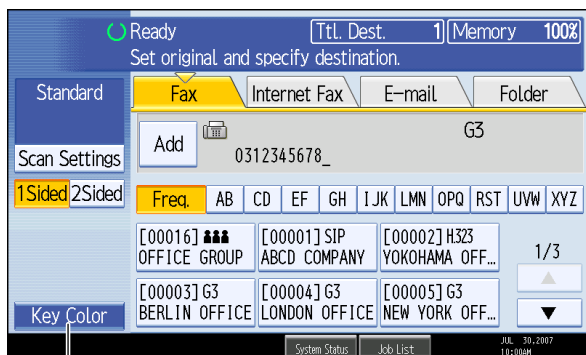 Ready Ttl. Dest. 1 Memory 100%
Set original and specify destination.
Standard
Fax Internet Fax E-mail Folder
Add G3
0312345678_
Scan Settings
1Sided 2Sided
Freq. AB CD EF GH IJK LMN OPQ RST UVW XYZ
[00016] [00001] SIP [00002] H.323
OFFICE GROUP ABCD COMPANY YOKOHAMA OFF...
1/3
[00003] G3 [00004] G3 [00005] G3
BERLIN OFFICE LONDON OFFICE NEW YORK OFF...
Key Color
System Status Job List JUL 30,2007
10:00AM